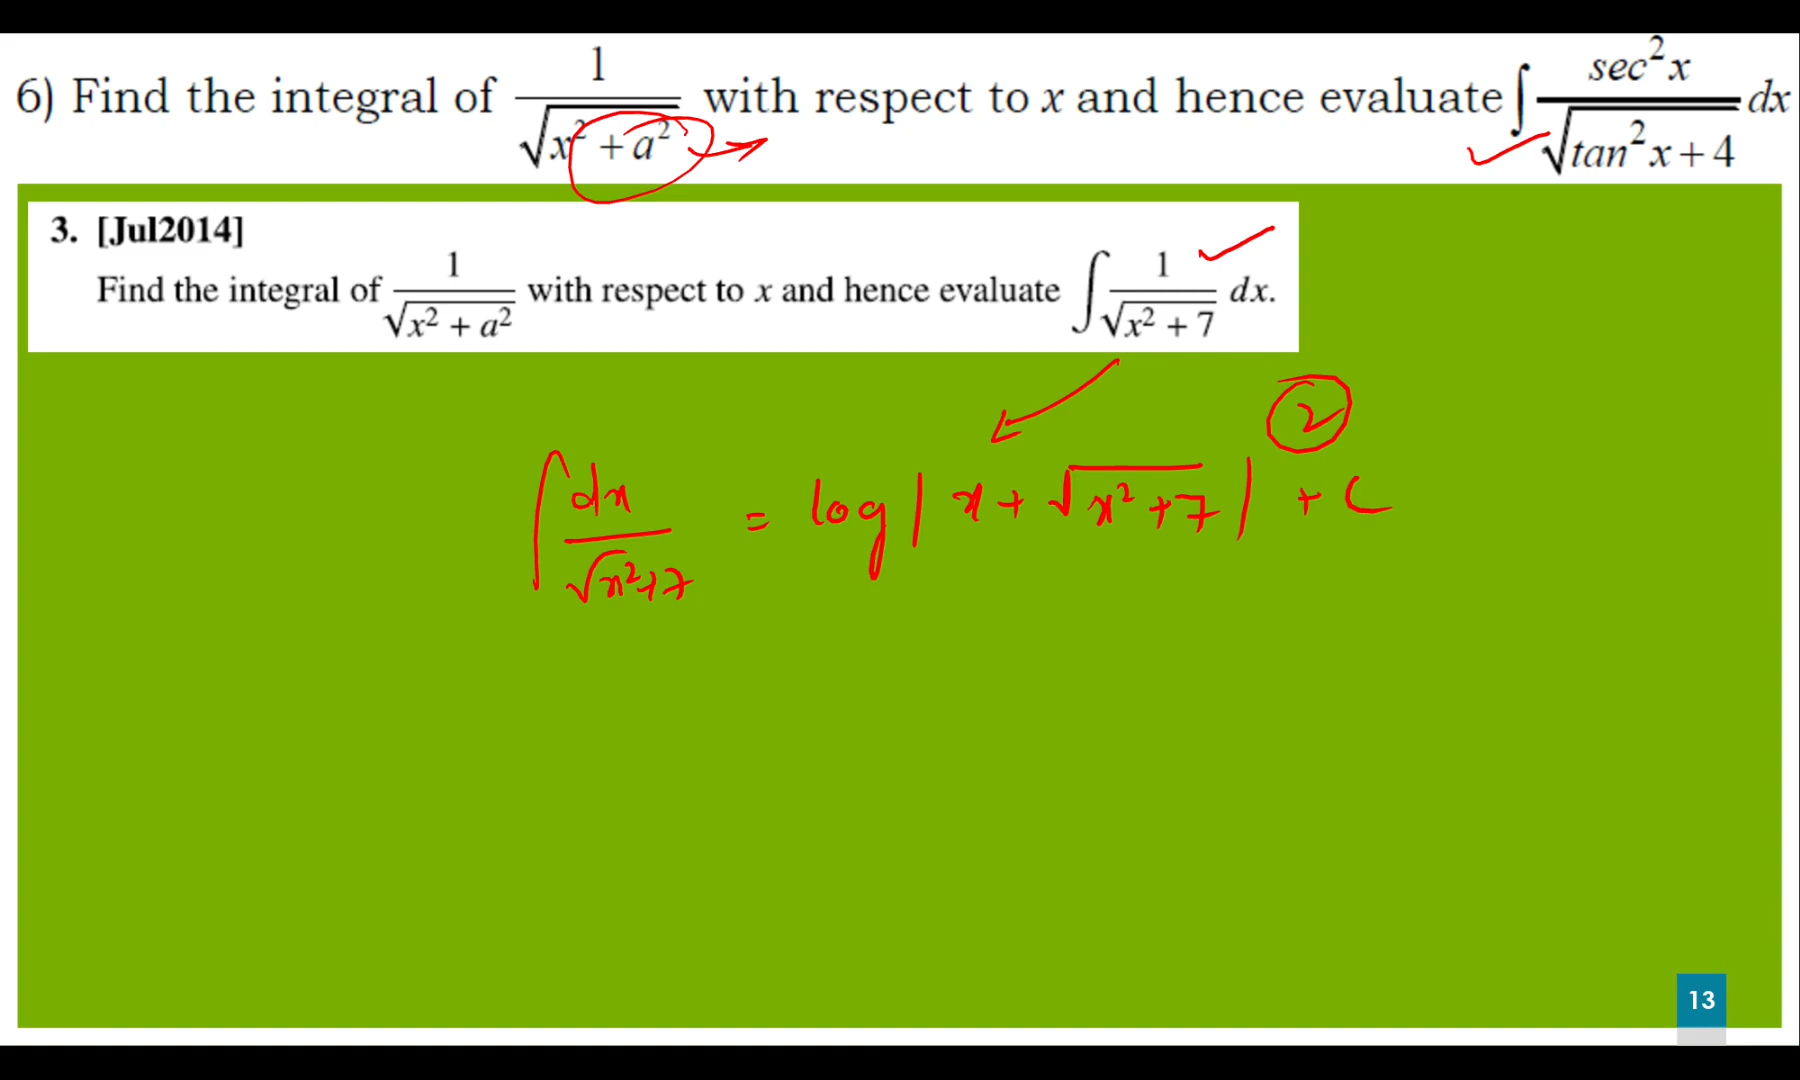 6) Find the integral of 1/√(x² + a²) with respect to x and hence evaluate ∫ sec²x/√(tan²x + 4) dx
3. [Jul2014]
Find the integral of 1/√(x² + a²) with respect to x and hence evaluate ∫ 1/√(x² + 7) dx.
2
∫ dx/√(x²+7) = log| x + √(x²+7) | + c
13